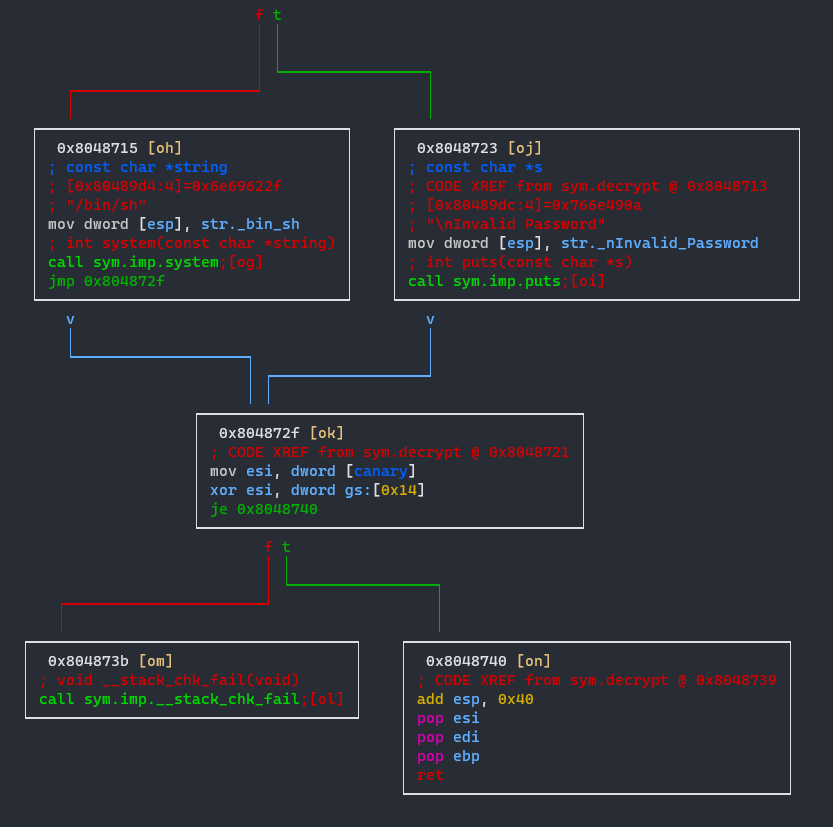 f t
0x8048715 [oh]
; const char *string
; [0x80489d4:4]=0x6e69622f
; "/bin/sh"
mov dword [esp], str._bin_sh
; int system(const char *string)
call sym.imp.system;[og]
jmp 0x804872f
v
0x8048723 [oj]
; const char *s
; CODE XREF from sym.decrypt @ 0x8048713
; [0x80489dc:4]=0x766e490a
; "\nInvalid Password"
mov dword [esp], str._nInvalid_Password
; int puts(const char *s)
call sym.imp.puts;[oi]
v
0x804872f [ok]
; CODE XREF from sym.decrypt @ 0x8048721
mov esi, dword [canary]
xor esi, dword gs:[0x14]
je 0x8048740
f t
0x804873b [om]
; void __stack_chk_fail(void)
call sym.imp.__stack_chk_fail;[ol]
0x8048740 [on]
; CODE XREF from sym.decrypt @ 0x8048739
add esp, 0x40
pop esi
pop edi
pop ebp
ret